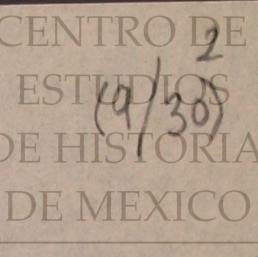 CENTRO DE
2
ESTUDIOS
(9/30)
DE HISTORIA
DE MEXICO